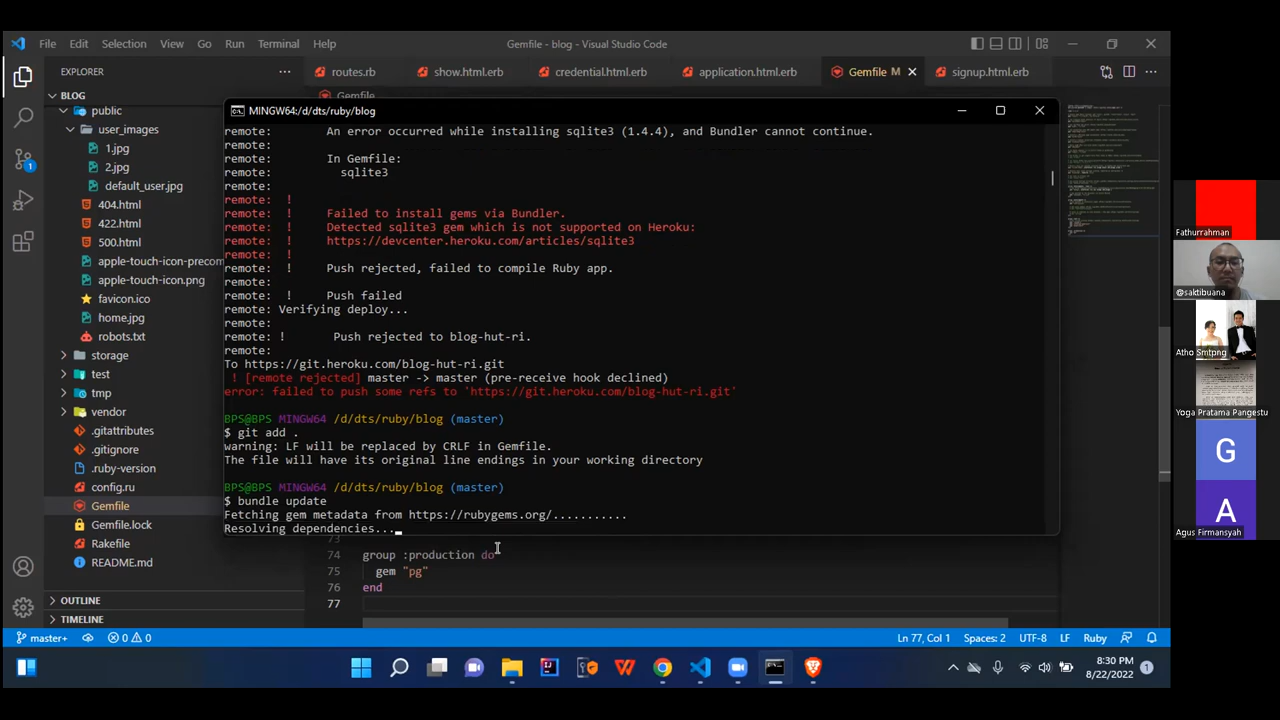 File Edit Selection View Go Run Terminal Help
Gemfile - blog - Visual Studio Code
EXPLORER
routes.rb
show.html.erb
credential.html.erb
application.html.erb
Gemfile M
signup.html.erb
BLOG
Gemfile
public
user_images
1.jpg
2.jpg
default_user.jpg
404.html
422.html
500.html
apple-touch-icon-precom
apple-touch-icon.png
favicon.ico
home.jpg
robots.txt
storage
test
tmp
vendor
.gitattributes
.gitignore
.ruby-version
config.ru
Gemfile
Gemfile.lock
Rakefile
README.md
OUTLINE
TIMELINE
MINGW64:/d/dts/ruby/blog
remote: An error occurred while installing sqlite3 (1.4.4), and Bundler cannot continue.
remote:
remote: In Gemfile:
remote: sqlite3
remote:
remote: !
remote: ! Failed to install gems via Bundler.
remote: ! Detected sqlite3 gem which is not supported on Heroku:
remote: ! https://devcenter.heroku.com/articles/sqlite3
remote: !
remote: ! Push rejected, failed to compile Ruby app.
remote:
remote: ! Push failed
remote: Verifying deploy...
remote:
remote: ! Push rejected to blog-hut-ri.
remote:
To https://git.heroku.com/blog-hut-ri.git
! [remote rejected] master -> master (pre-receive hook declined)
error: failed to push some refs to 'https://git.heroku.com/blog-hut-ri.git'
BPS@BPS MINGW64 /d/dts/ruby/blog (master)
$ git add .
warning: LF will be replaced by CRLF in Gemfile.
The file will have its original line endings in your working directory
BPS@BPS MINGW64 /d/dts/ruby/blog (master)
$ bundle update
Fetching gem metadata from https://rubygems.org/...........
Resolving dependencies...
73
74 group :production do
75 gem "pg"
76 end
77
master+
0 0
Ln 77, Col 1 Spaces: 2 UTF-8 LF Ruby
8:30 PM
8/22/2022
1
Fathurrahman
@saktibuana
Atho Smtpng
Yoga Pratama Pangestu
G
A
Agus Firmansyah